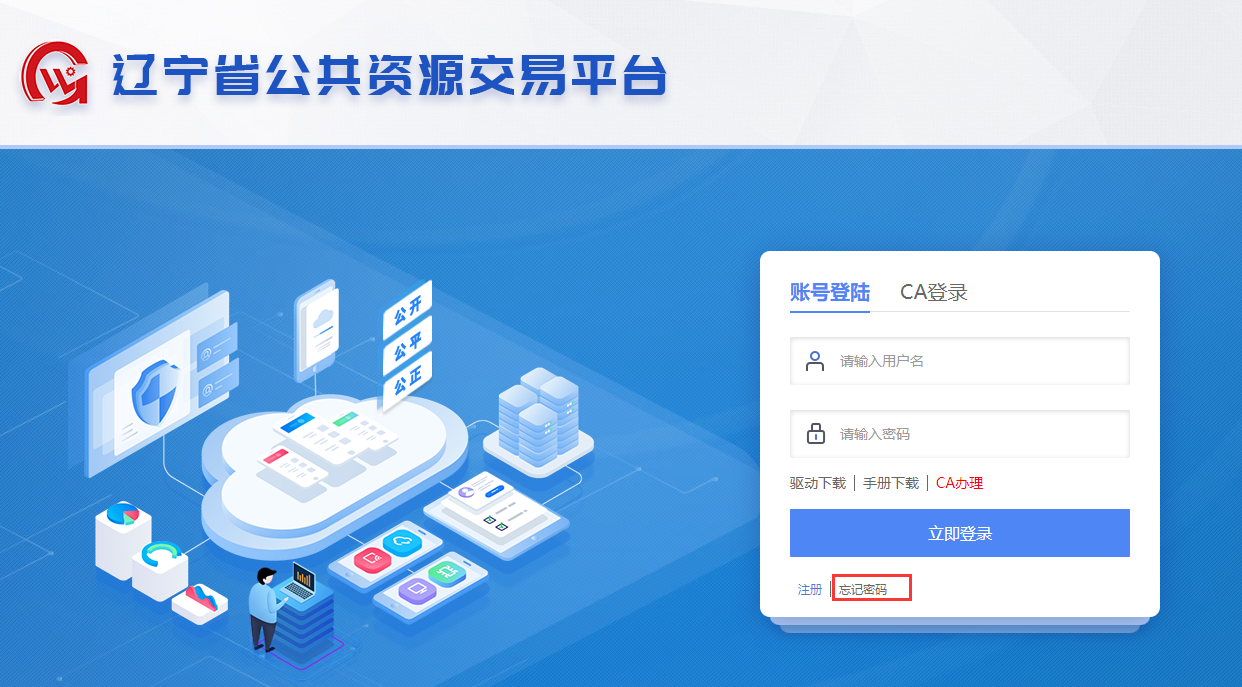 辽宁省公共资源交易平台
公开
公平
公正
账号登陆 CA登录
请输入用户名
请输入密码
驱动下载 | 手册下载 | CA办理
立即登录
注册 | 忘记密码